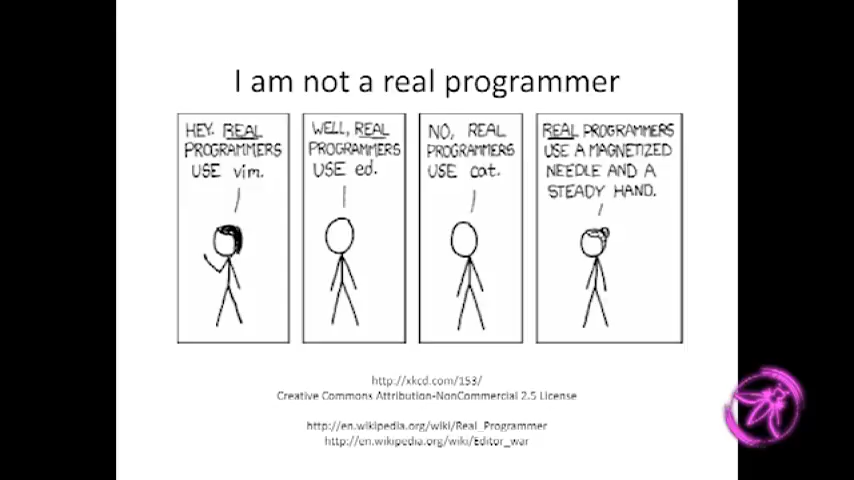 I am not a real programmer
HEY. REAL
PROGRAMMERS
USE vim.
WELL, REAL
PROGRAMMERS
USE ed.
NO, REAL
PROGRAMMERS
USE cat.
REAL PROGRAMMERS
USE A MAGNETIZED
NEEDLE AND A
STEADY HAND.
http://xkcd.com/153/
Creative Commons Attribution-NonCommercial 2.5 License
http://en.wikipedia.org/wiki/Real_Programmer
http://en.wikipedia.org/wiki/Editor_war